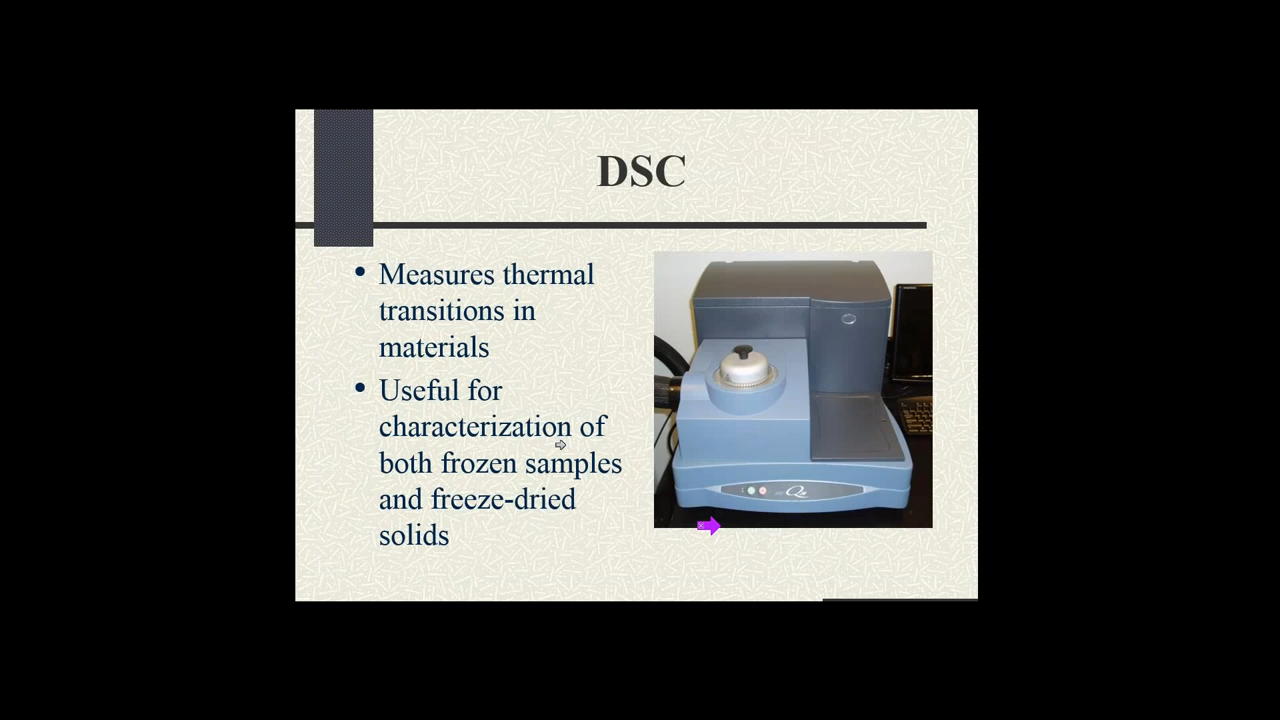 DSC
• Measures thermal
transitions in
materials
• Useful for
characterization of
both frozen samples
and freeze-dried
solids